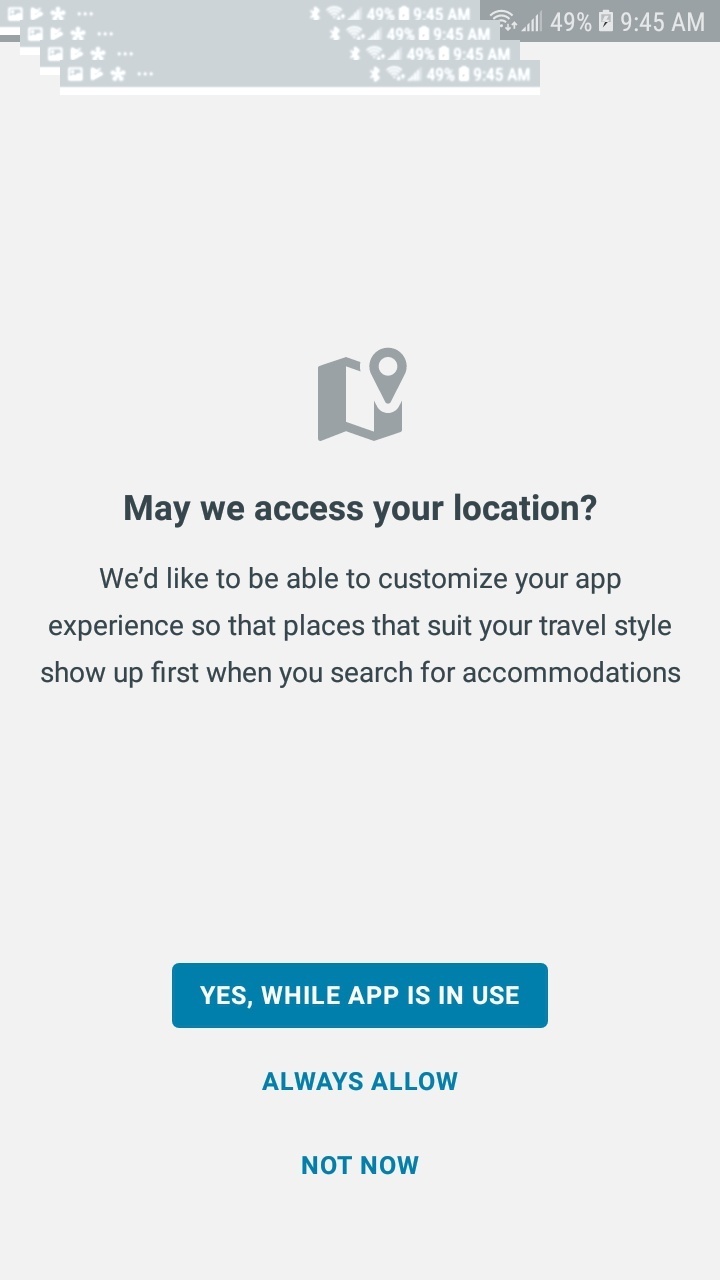 49% 9:45 AM
49% 9:45 AM
49% 9:45 AM
49% 9:45 AM
49% 9:45 AM
May we access your location?
We’d like to be able to customize your app
experience so that places that suit your travel style
show up first when you search for accommodations
YES, WHILE APP IS IN USE
ALWAYS ALLOW
NOT NOW